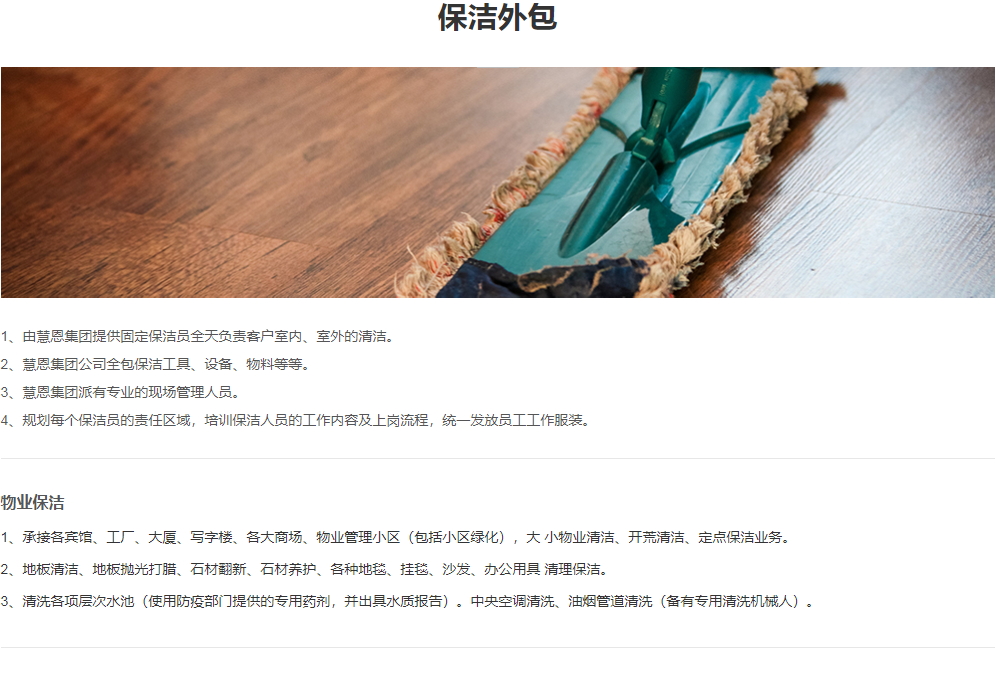 保洁外包
1、由慧恩集团提供固定保洁员全天负责客户室内、室外的清洁。
2、慧恩集团公司全包保洁工具、设备、物料等等。
3、慧恩集团派有专业的现场管理人员。
4、规划每个保洁员的责任区域，培训保洁人员的工作内容及上岗流程，统一发放员工工作服装。
物业保洁
1、承接各宾馆、工厂、大厦、写字楼、各大商场、物业管理小区（包括小区绿化），大 小物业清洁、开荒清洁、定点保洁业务。
2、地板清洁、地板抛光打腊、石材翻新、石材养护、各种地毯、挂毯、沙发、办公用具 清理保洁。
3、清洗各项层次水池（使用防疫部门提供的专用药剂，并出具水质报告）。中央空调清洗、油烟管道清洗（备有专用清洗机械人）。